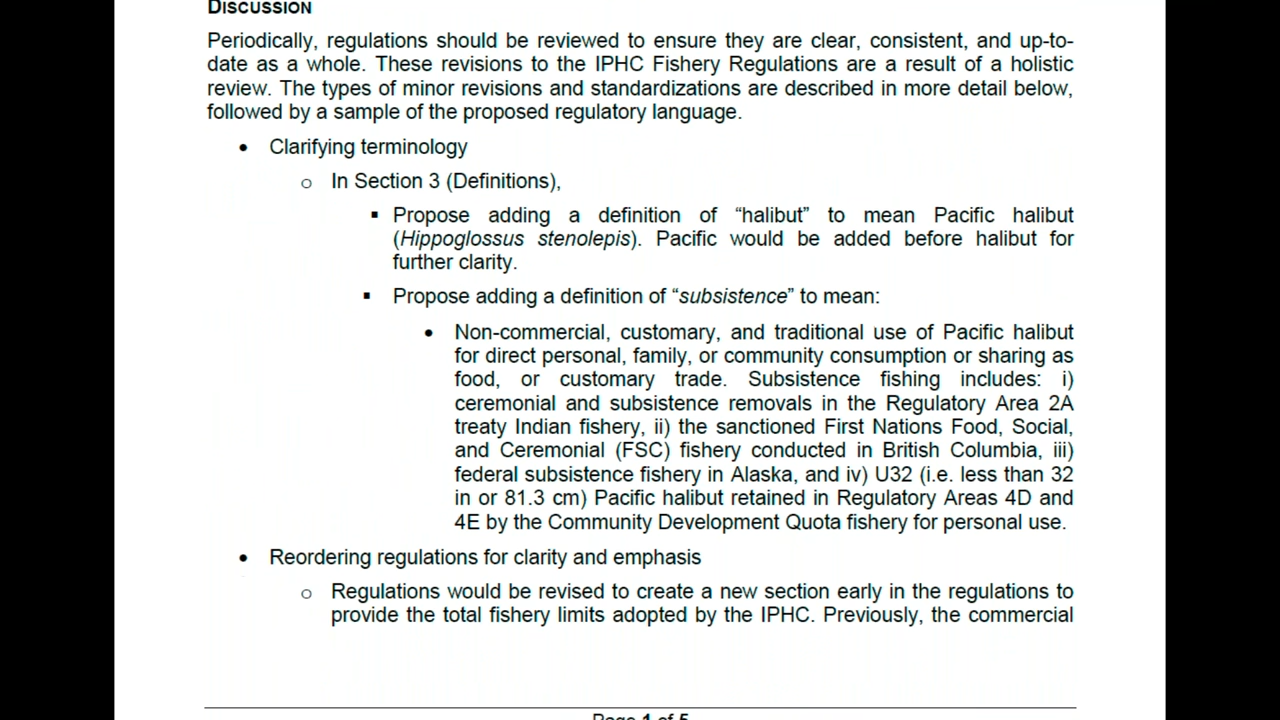 DISCUSSION
Periodically, regulations should be reviewed to ensure they are clear, consistent, and up-to-
date as a whole. These revisions to the IPHC Fishery Regulations are a result of a holistic
review. The types of minor revisions and standardizations are described in more detail below,
followed by a sample of the proposed regulatory language.
• Clarifying terminology
o In Section 3 (Definitions),
▪ Propose adding a definition of “halibut” to mean Pacific halibut
(Hippoglossus stenolepis). Pacific would be added before halibut for
further clarity.
▪ Propose adding a definition of “subsistence” to mean:
• Non-commercial, customary, and traditional use of Pacific halibut
for direct personal, family, or community consumption or sharing as
food, or customary trade. Subsistence fishing includes: i)
ceremonial and subsistence removals in the Regulatory Area 2A
treaty Indian fishery, ii) the sanctioned First Nations Food, Social,
and Ceremonial (FSC) fishery conducted in British Columbia, iii)
federal subsistence fishery in Alaska, and iv) U32 (i.e. less than 32
in or 81.3 cm) Pacific halibut retained in Regulatory Areas 4D and
4E by the Community Development Quota fishery for personal use.
• Reordering regulations for clarity and emphasis
o Regulations would be revised to create a new section early in the regulations to
provide the total fishery limits adopted by the IPHC. Previously, the commercial
Page 1 of 5